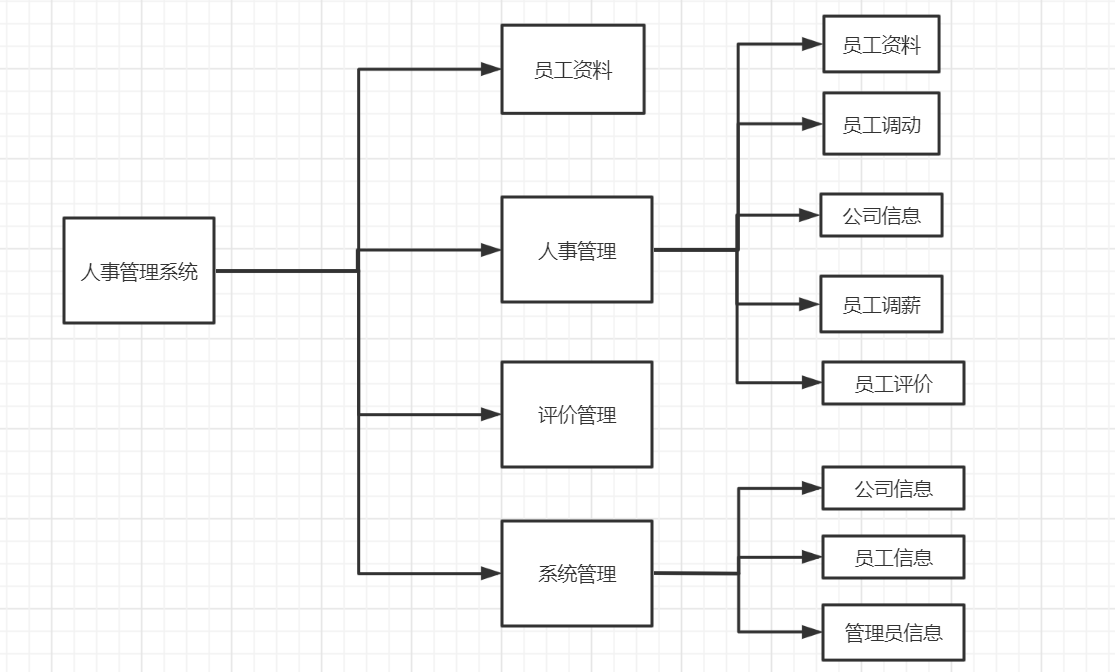 人事管理系统
员工资料
人事管理
评价管理
系统管理
员工资料
员工调动
公司信息
员工调薪
员工评价
公司信息
员工信息
管理员信息